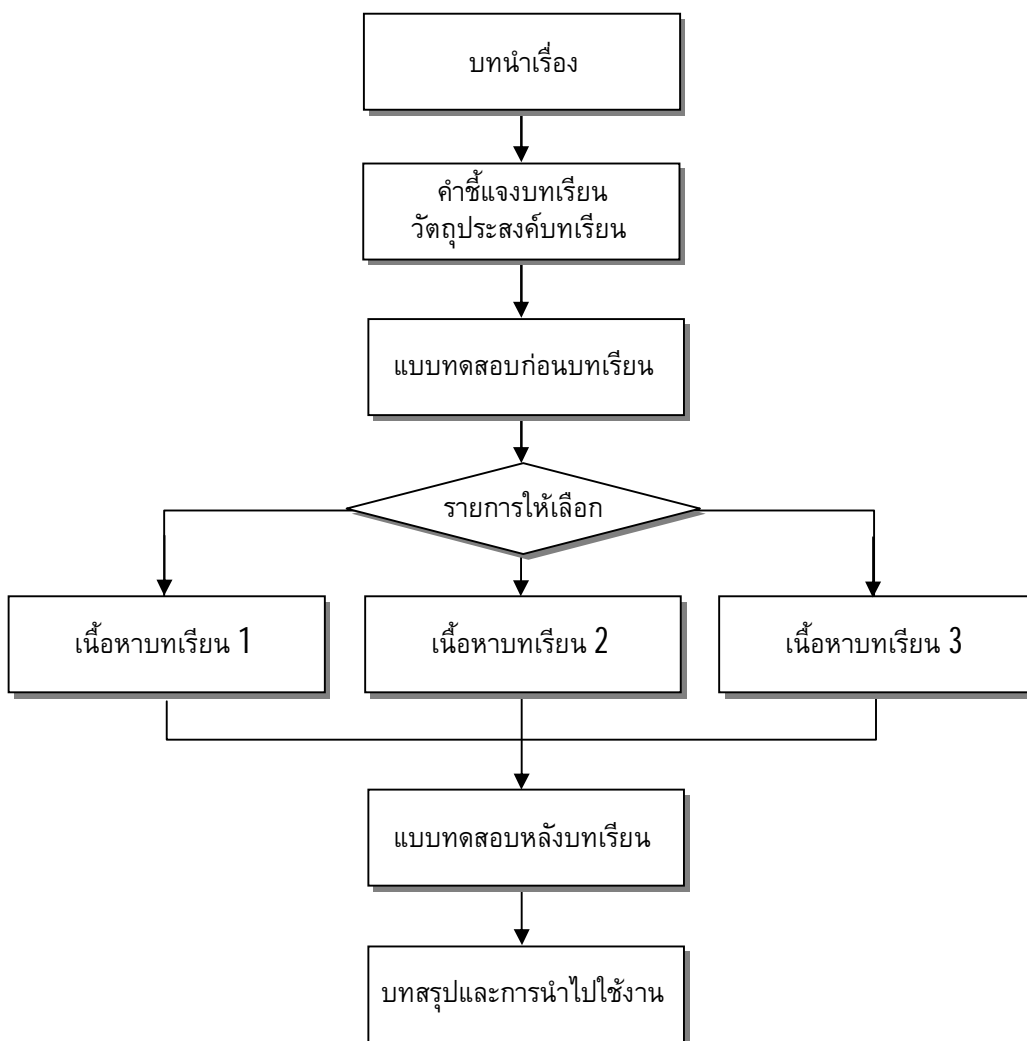 บทนำเรื่อง
คำชี้แจงบทเรียน
วัตถุประสงค์บทเรียน
แบบทดสอบก่อนบทเรียน
รายการให้เลือก
เนื้อหาบทเรียน 1
เนื้อหาบทเรียน 2
เนื้อหาบทเรียน 3
แบบทดสอบหลังบทเรียน
บทสรุปและการนำไปใช้งาน